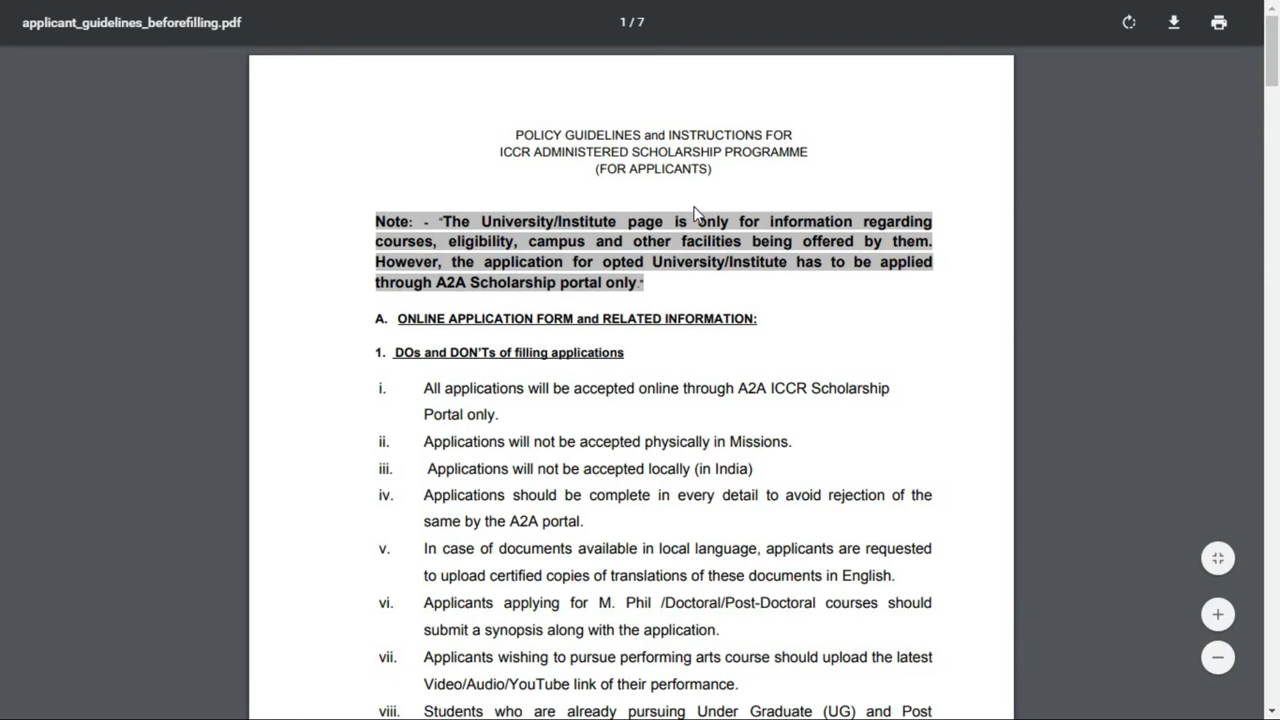 applicant_guidelines_beforefilling.pdf
1 / 7
POLICY GUIDELINES and INSTRUCTIONS FOR
ICCR ADMINISTERED SCHOLARSHIP PROGRAMME
(FOR APPLICANTS)
Note: - “The University/Institute page is only for information regarding
courses, eligibility, campus and other facilities being offered by them.
However, the application for opted University/Institute has to be applied
through A2A Scholarship portal only.”
A. ONLINE APPLICATION FORM and RELATED INFORMATION:
1. DOs and DON'Ts of filling applications
i. All applications will be accepted online through A2A ICCR Scholarship
Portal only.
ii. Applications will not be accepted physically in Missions.
iii. Applications will not be accepted locally (in India)
iv. Applications should be complete in every detail to avoid rejection of the
same by the A2A portal.
v. In case of documents available in local language, applicants are requested
to upload certified copies of translations of these documents in English.
vi. Applicants applying for M. Phil /Doctoral/Post-Doctoral courses should
submit a synopsis along with the application.
vii. Applicants wishing to pursue performing arts course should upload the latest
Video/Audio/YouTube link of their performance.
viii. Students who are already pursuing Under Graduate (UG) and Post